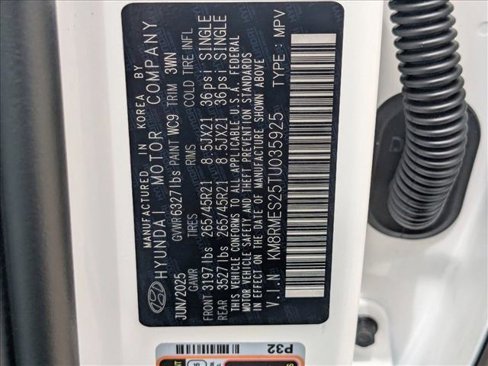 MANUFACTURED IN KOREA BY
HYUNDAI MOTOR COMPANY
JUN/2025 GVWR 6327lbs PAINT WC9 TRIM 3WN
GAWR TIRES RIMS COLD TIRE INFL
FRONT 3197lbs 265/45R21 8.5JX21 36psi SINGLE
REAR 3527lbs 265/45R21 8.5JX21 36psi SINGLE
THIS VEHICLE CONFORMS TO ALL APPLICABLE U.S.A. FEDERAL
MOTOR VEHICLE SAFETY AND THEFT PREVENTION STANDARDS
IN EFFECT ON THE DATE OF MANUFACTURE SHOWN ABOVE
V.I.N KM8RMES25TU035925 TYPE : MPV
P32